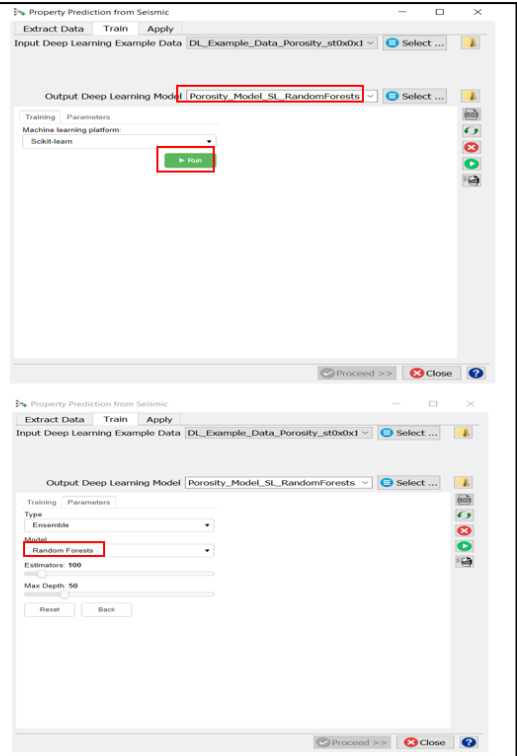 Property Prediction from Seismic
Extract Data Train Apply
Input Deep Learning Example Data DL_Example_Data_Porosity_st0x0x1 Select ...
Output Deep Learning Model Porosity_Model_SL_RandomForests Select ...
Training Parameters
Machine learning platform:
Scikit-learn
Run
Proceed >> Close ?
Property Prediction from Seismic
Extract Data Train Apply
Input Deep Learning Example Data DL_Example_Data_Porosity_st0x0x1 Select ...
Output Deep Learning Model Porosity_Model_SL_RandomForests Select ...
Training Parameters
Type
Ensemble
Model
Random Forests
Estimators: 100
Max Depth: 50
Reset Back
Proceed >> Close ?